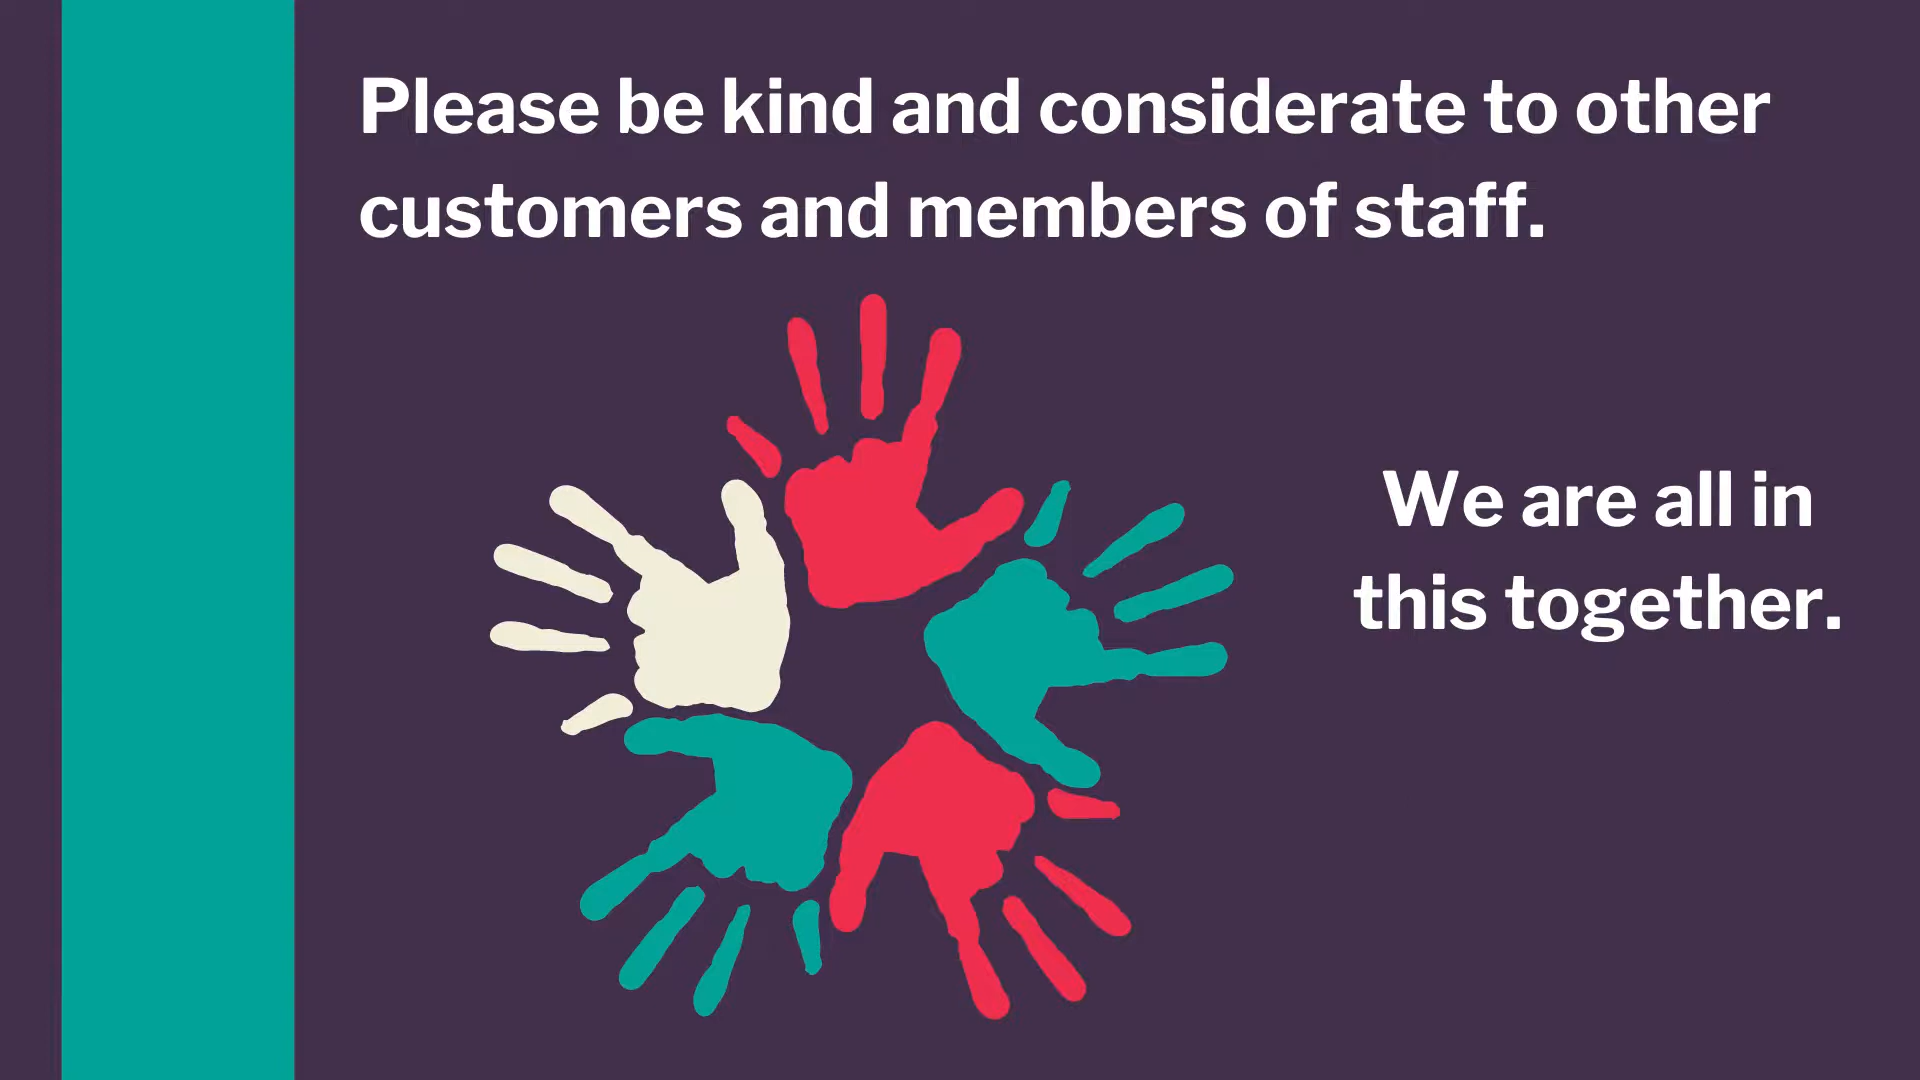 Please be kind and considerate to other
customers and members of staff.
We are all in
this together.